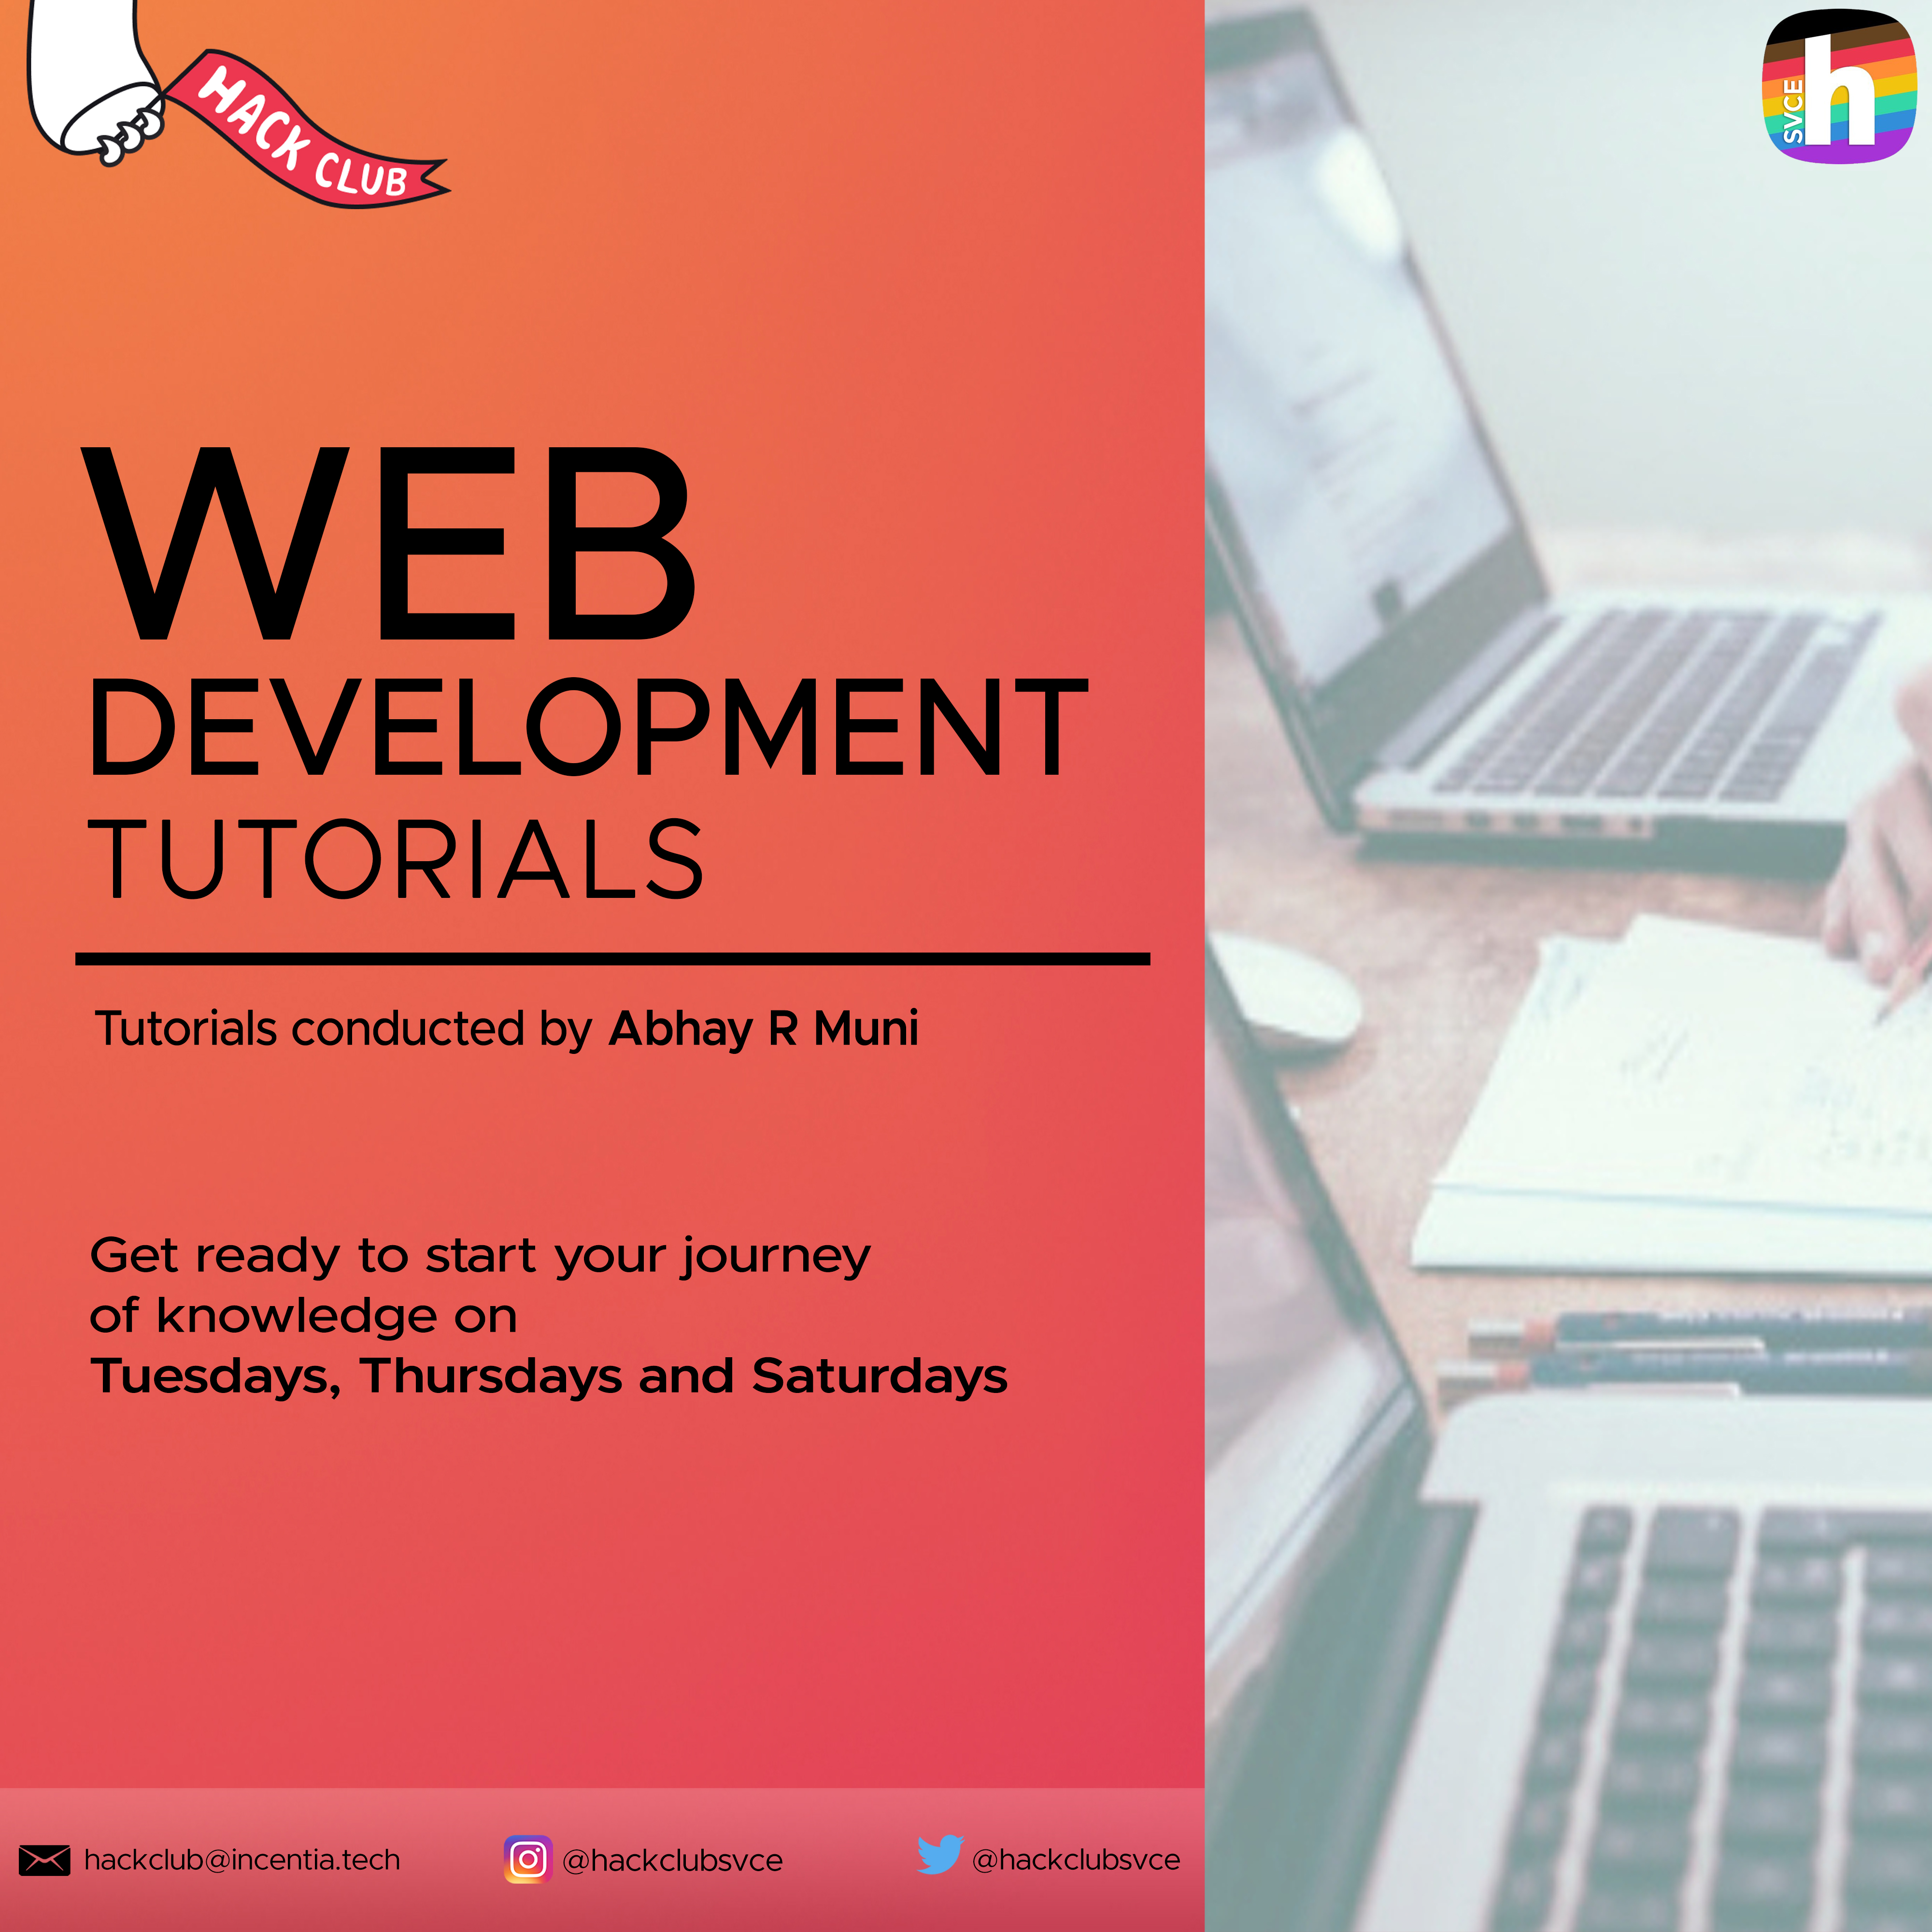 HACK CLUB
SVCE
h
WEB
DEVELOPMENT
TUTORIALS
Tutorials conducted by Abhay R Muni
Get ready to start your journey
of knowledge on
Tuesdays, Thursdays and Saturdays
hackclub@incentia.tech
@hackclubsvce
@hackclubsvce